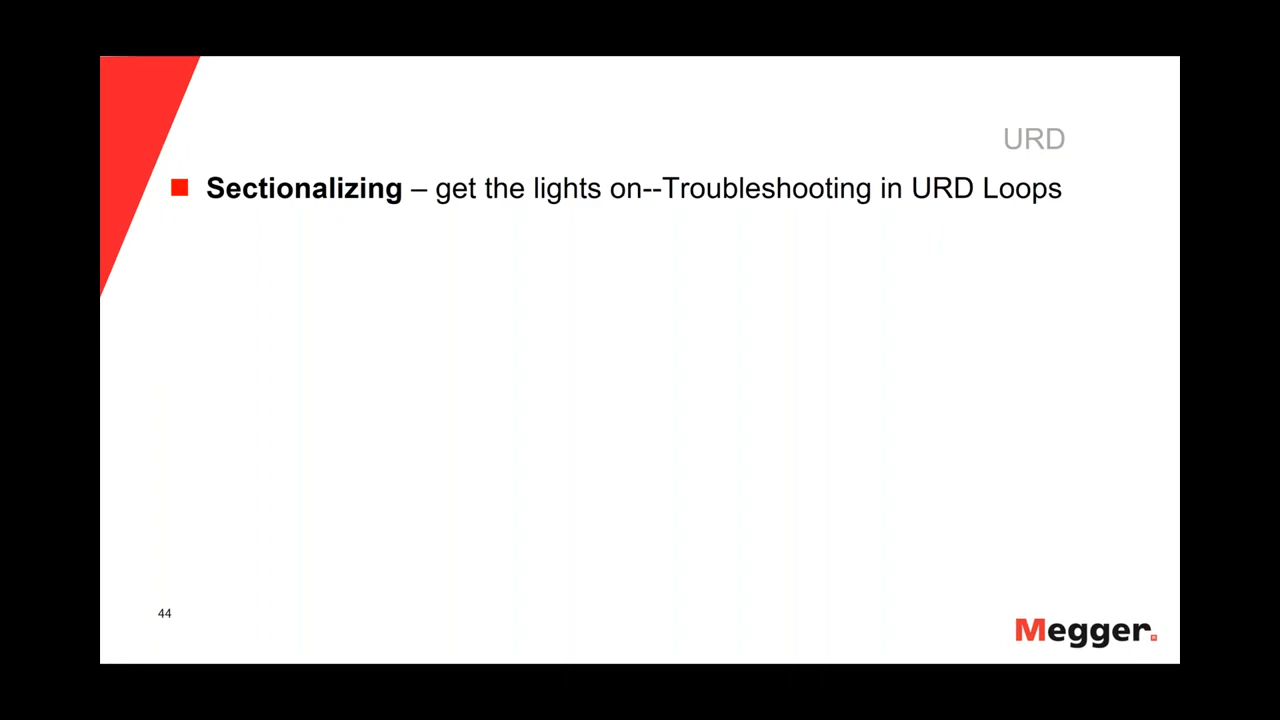 URD
Sectionalizing – get the lights on--Troubleshooting in URD Loops
44
Megger.